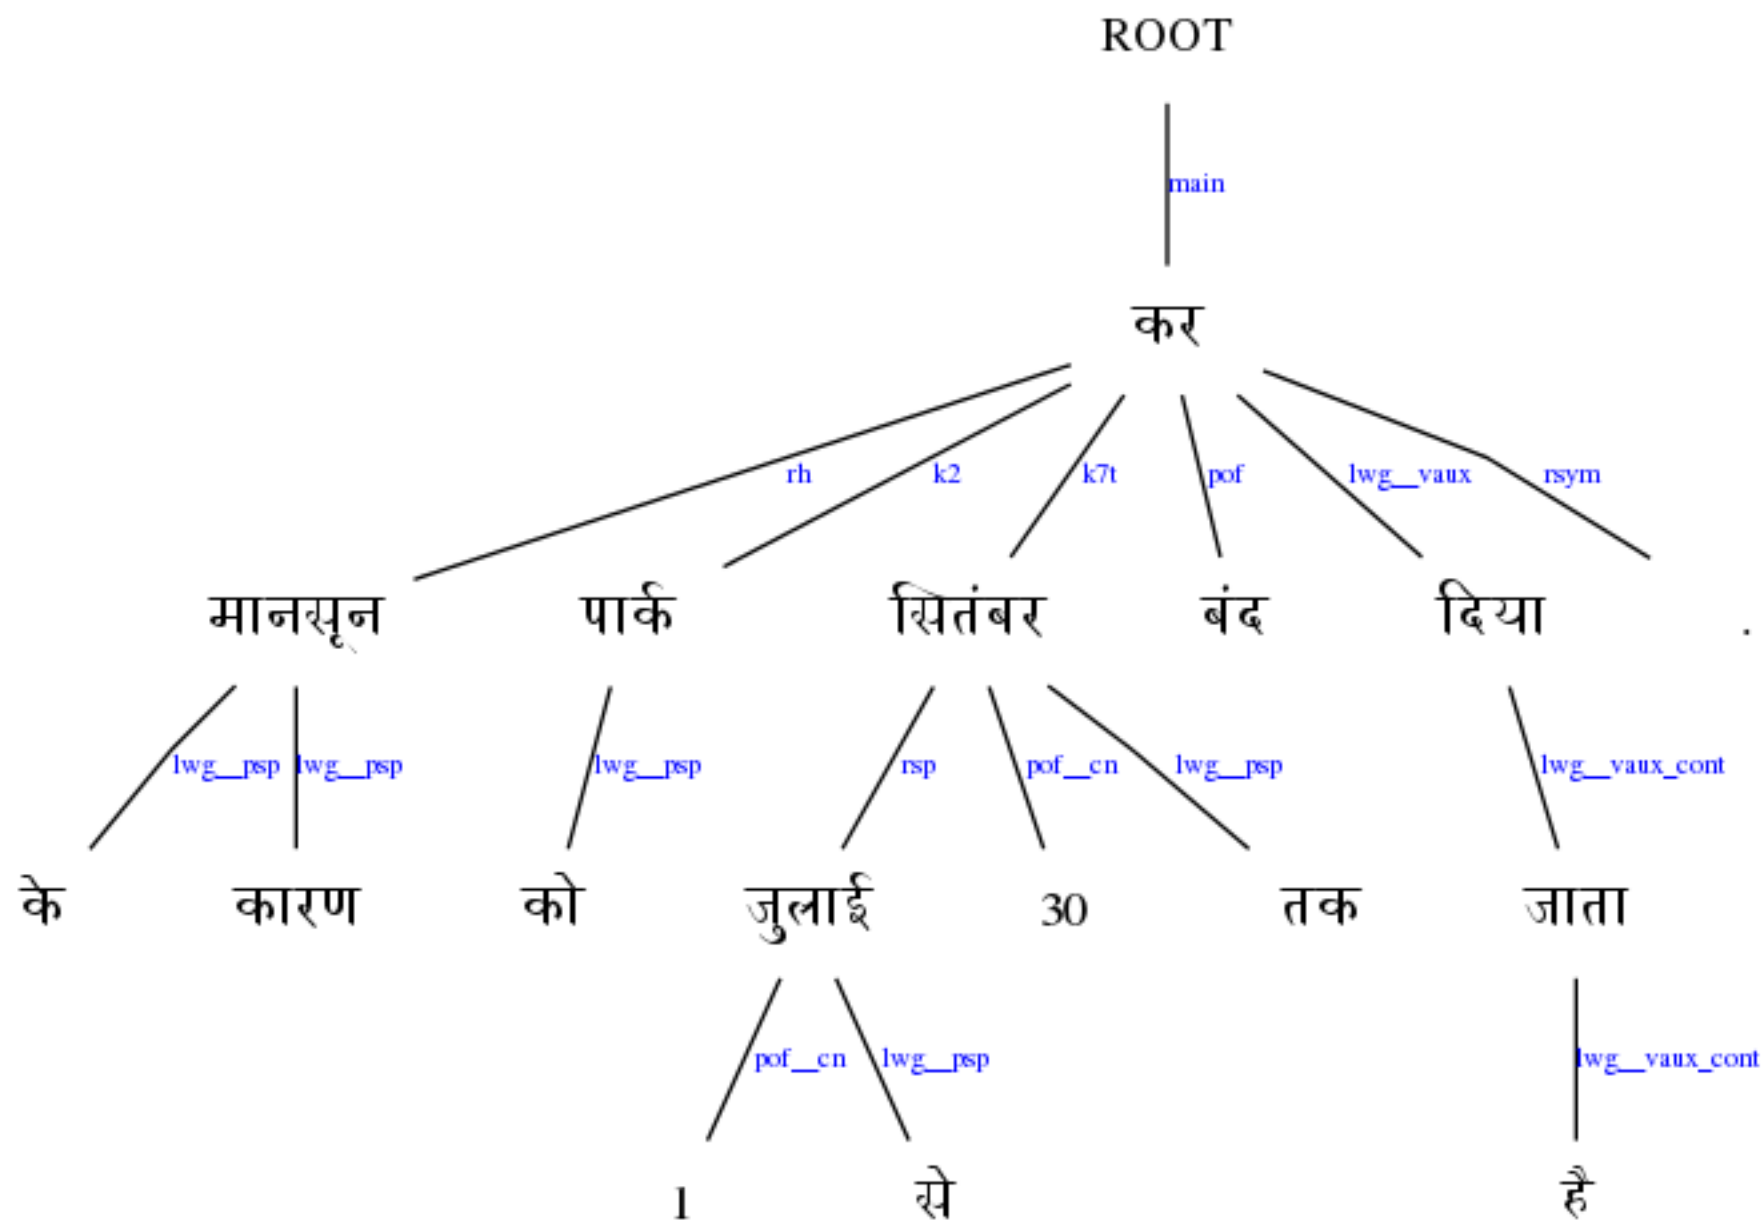 ROOT
main
कर
rh k2 k7t pof lwg__vaux rsym
मानसून पार्क सितंबर बंद दिया .
lwg__psp lwg__psp lwg__psp rsp pof__cn lwg__psp lwg__vaux_cont
के कारण को जुलाई 30 तक जाता
pof__cn lwg__psp lwg__vaux_cont
1 से है